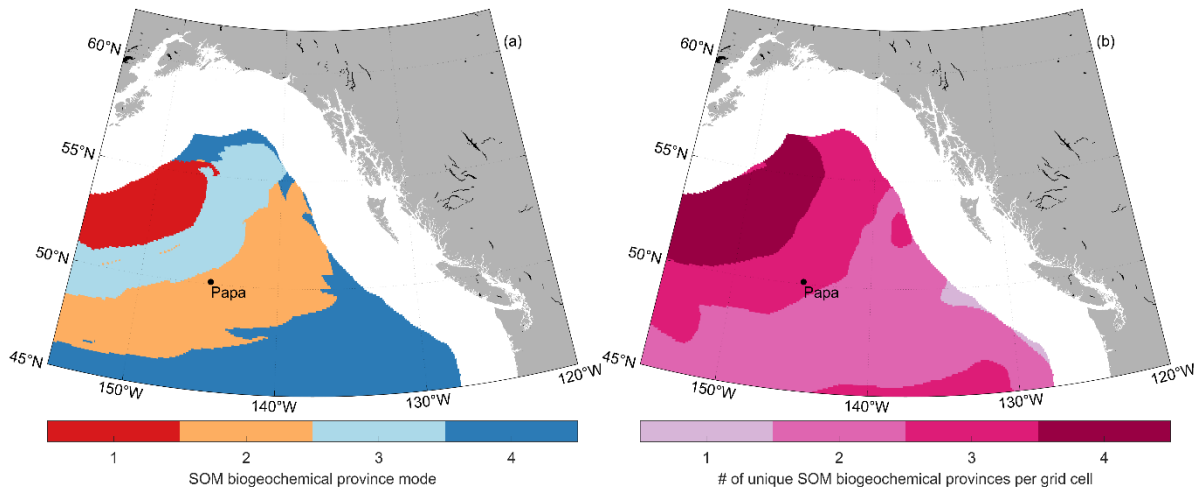 (a)
60°N
55°N
50°N
45°N
150°W
140°W
130°W
120°W
Papa
1
2
3
4
SOM biogeochemical province mode
(b)
60°N
55°N
50°N
45°N
150°W
140°W
130°W
120°W
Papa
1
2
3
4
# of unique SOM biogeochemical provinces per grid cell